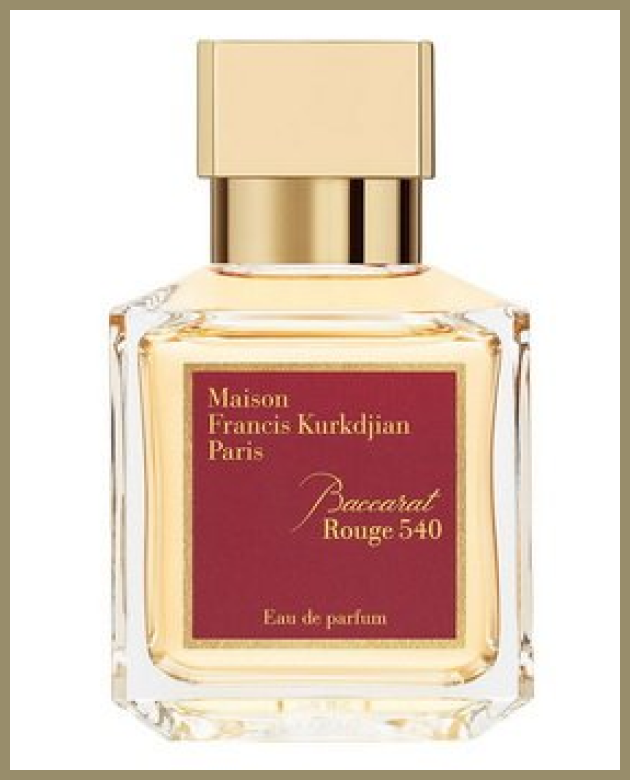 Maison
Francis Kurkdjian
Paris
Baccarat
Rouge 540
Eau de parfum